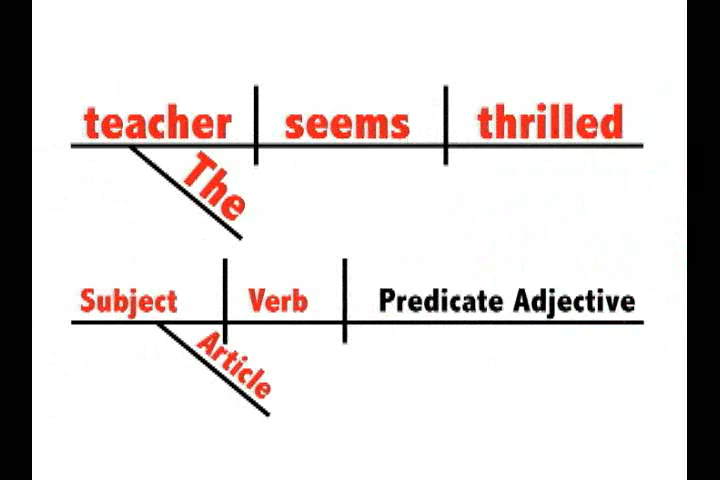 teacher seems thrilled
The
Subject Verb Predicate Adjective
Article